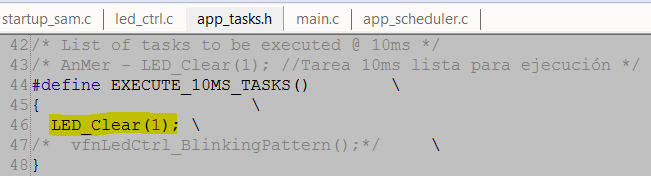 startup_sam.c led_ctrl.c app_tasks.h main.c app_scheduler.c
42 /* List of tasks to be executed @ 10ms */
43 /* AnMer - LED_Clear(1); //Tarea 10ms lista para ejecución */
44 #define EXECUTE_10MS_TASKS() \
45 { \
46 LED_Clear(1); \
47 /* vfnLedCtrl_BlinkingPattern();*/ \
48 }